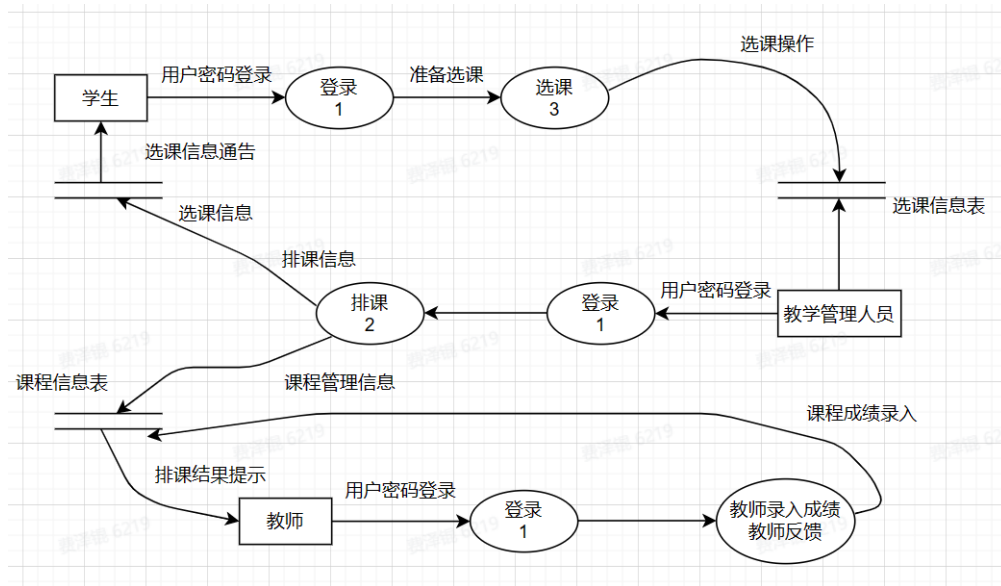 选课操作
用户密码登录
准备选课
学生
登录
1
选课
3
选课信息通告
选课信息表
选课信息
排课信息
排课
2
登录
1
用户密码登录
教学管理人员
课程信息表
课程管理信息
课程成绩录入
排课结果提示
用户密码登录
教师
登录
1
教师录入成绩
教师反馈